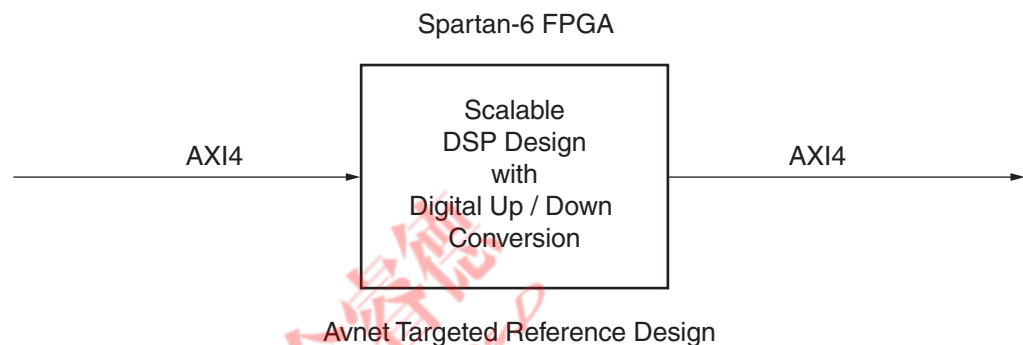 Spartan-6 FPGA
Scalable
DSP Design
with
Digital Up / Down
Conversion
AXI4
AXI4
Avnet Targeted Reference Design